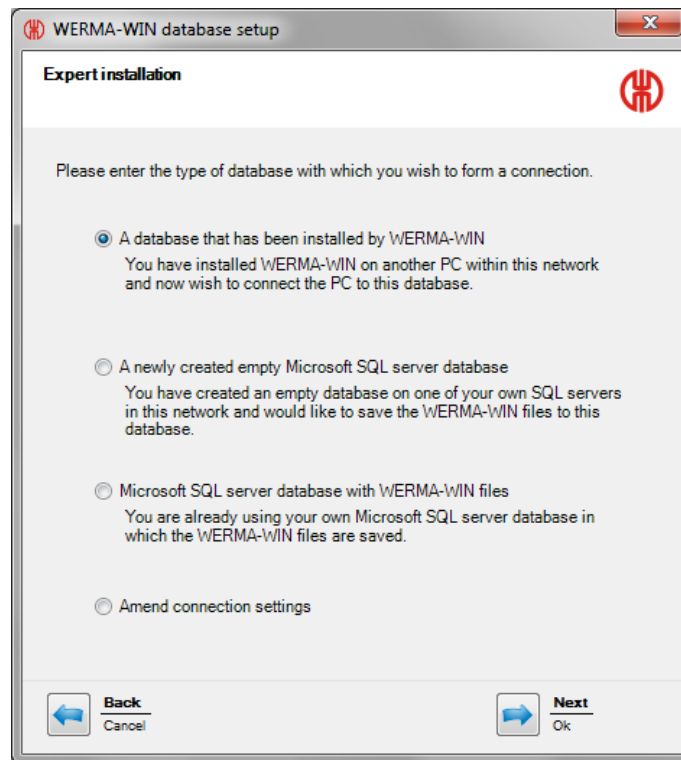 WERMA-WIN database setup
Expert installation
Please enter the type of database with which you wish to form a connection.
A database that has been installed by WERMA-WIN
You have installed WERMA-WIN on another PC within this network
and now wish to connect the PC to this database.
A newly created empty Microsoft SQL server database
You have created an empty database on one of your own SQL servers
in this network and would like to save the WERMA-WIN files to this
database.
Microsoft SQL server database with WERMA-WIN files
You are already using your own Microsoft SQL server database in
which the WERMA-WIN files are saved.
Amend connection settings
Back
Cancel
Next
Ok